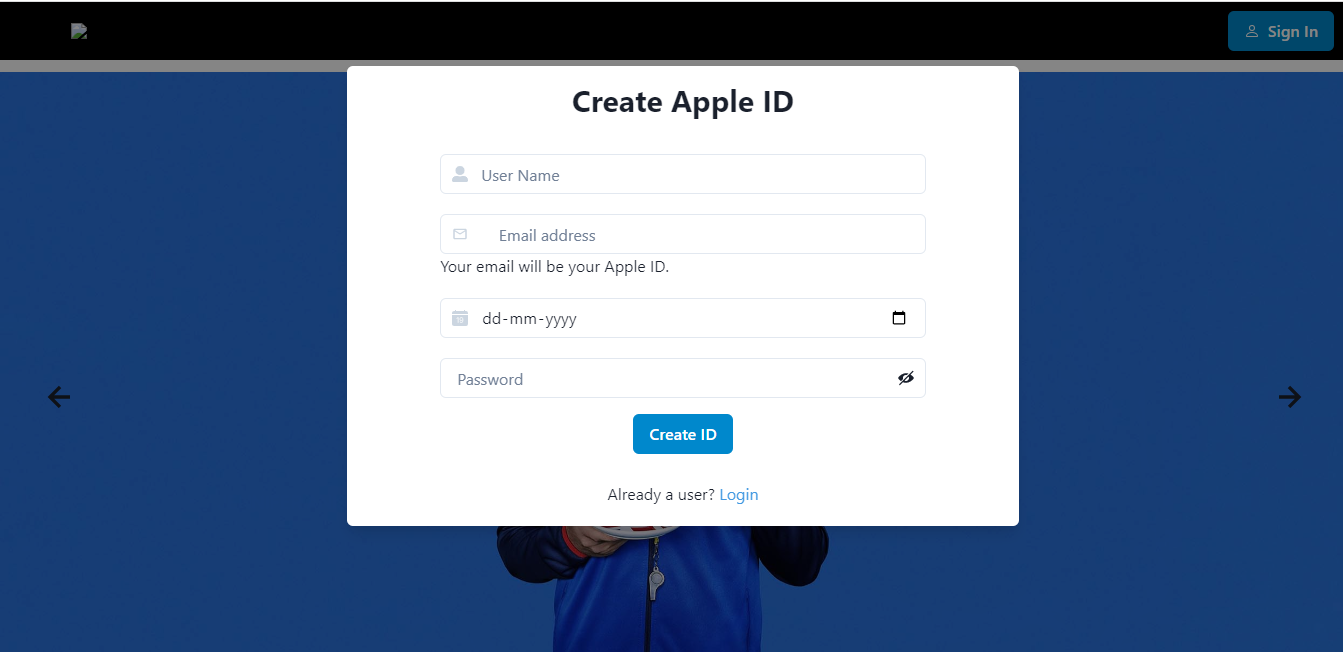 Sign In
Create Apple ID
User Name
Email address
Your email will be your Apple ID.
dd-mm-yyyy
Password
Create ID
Already a user? Login